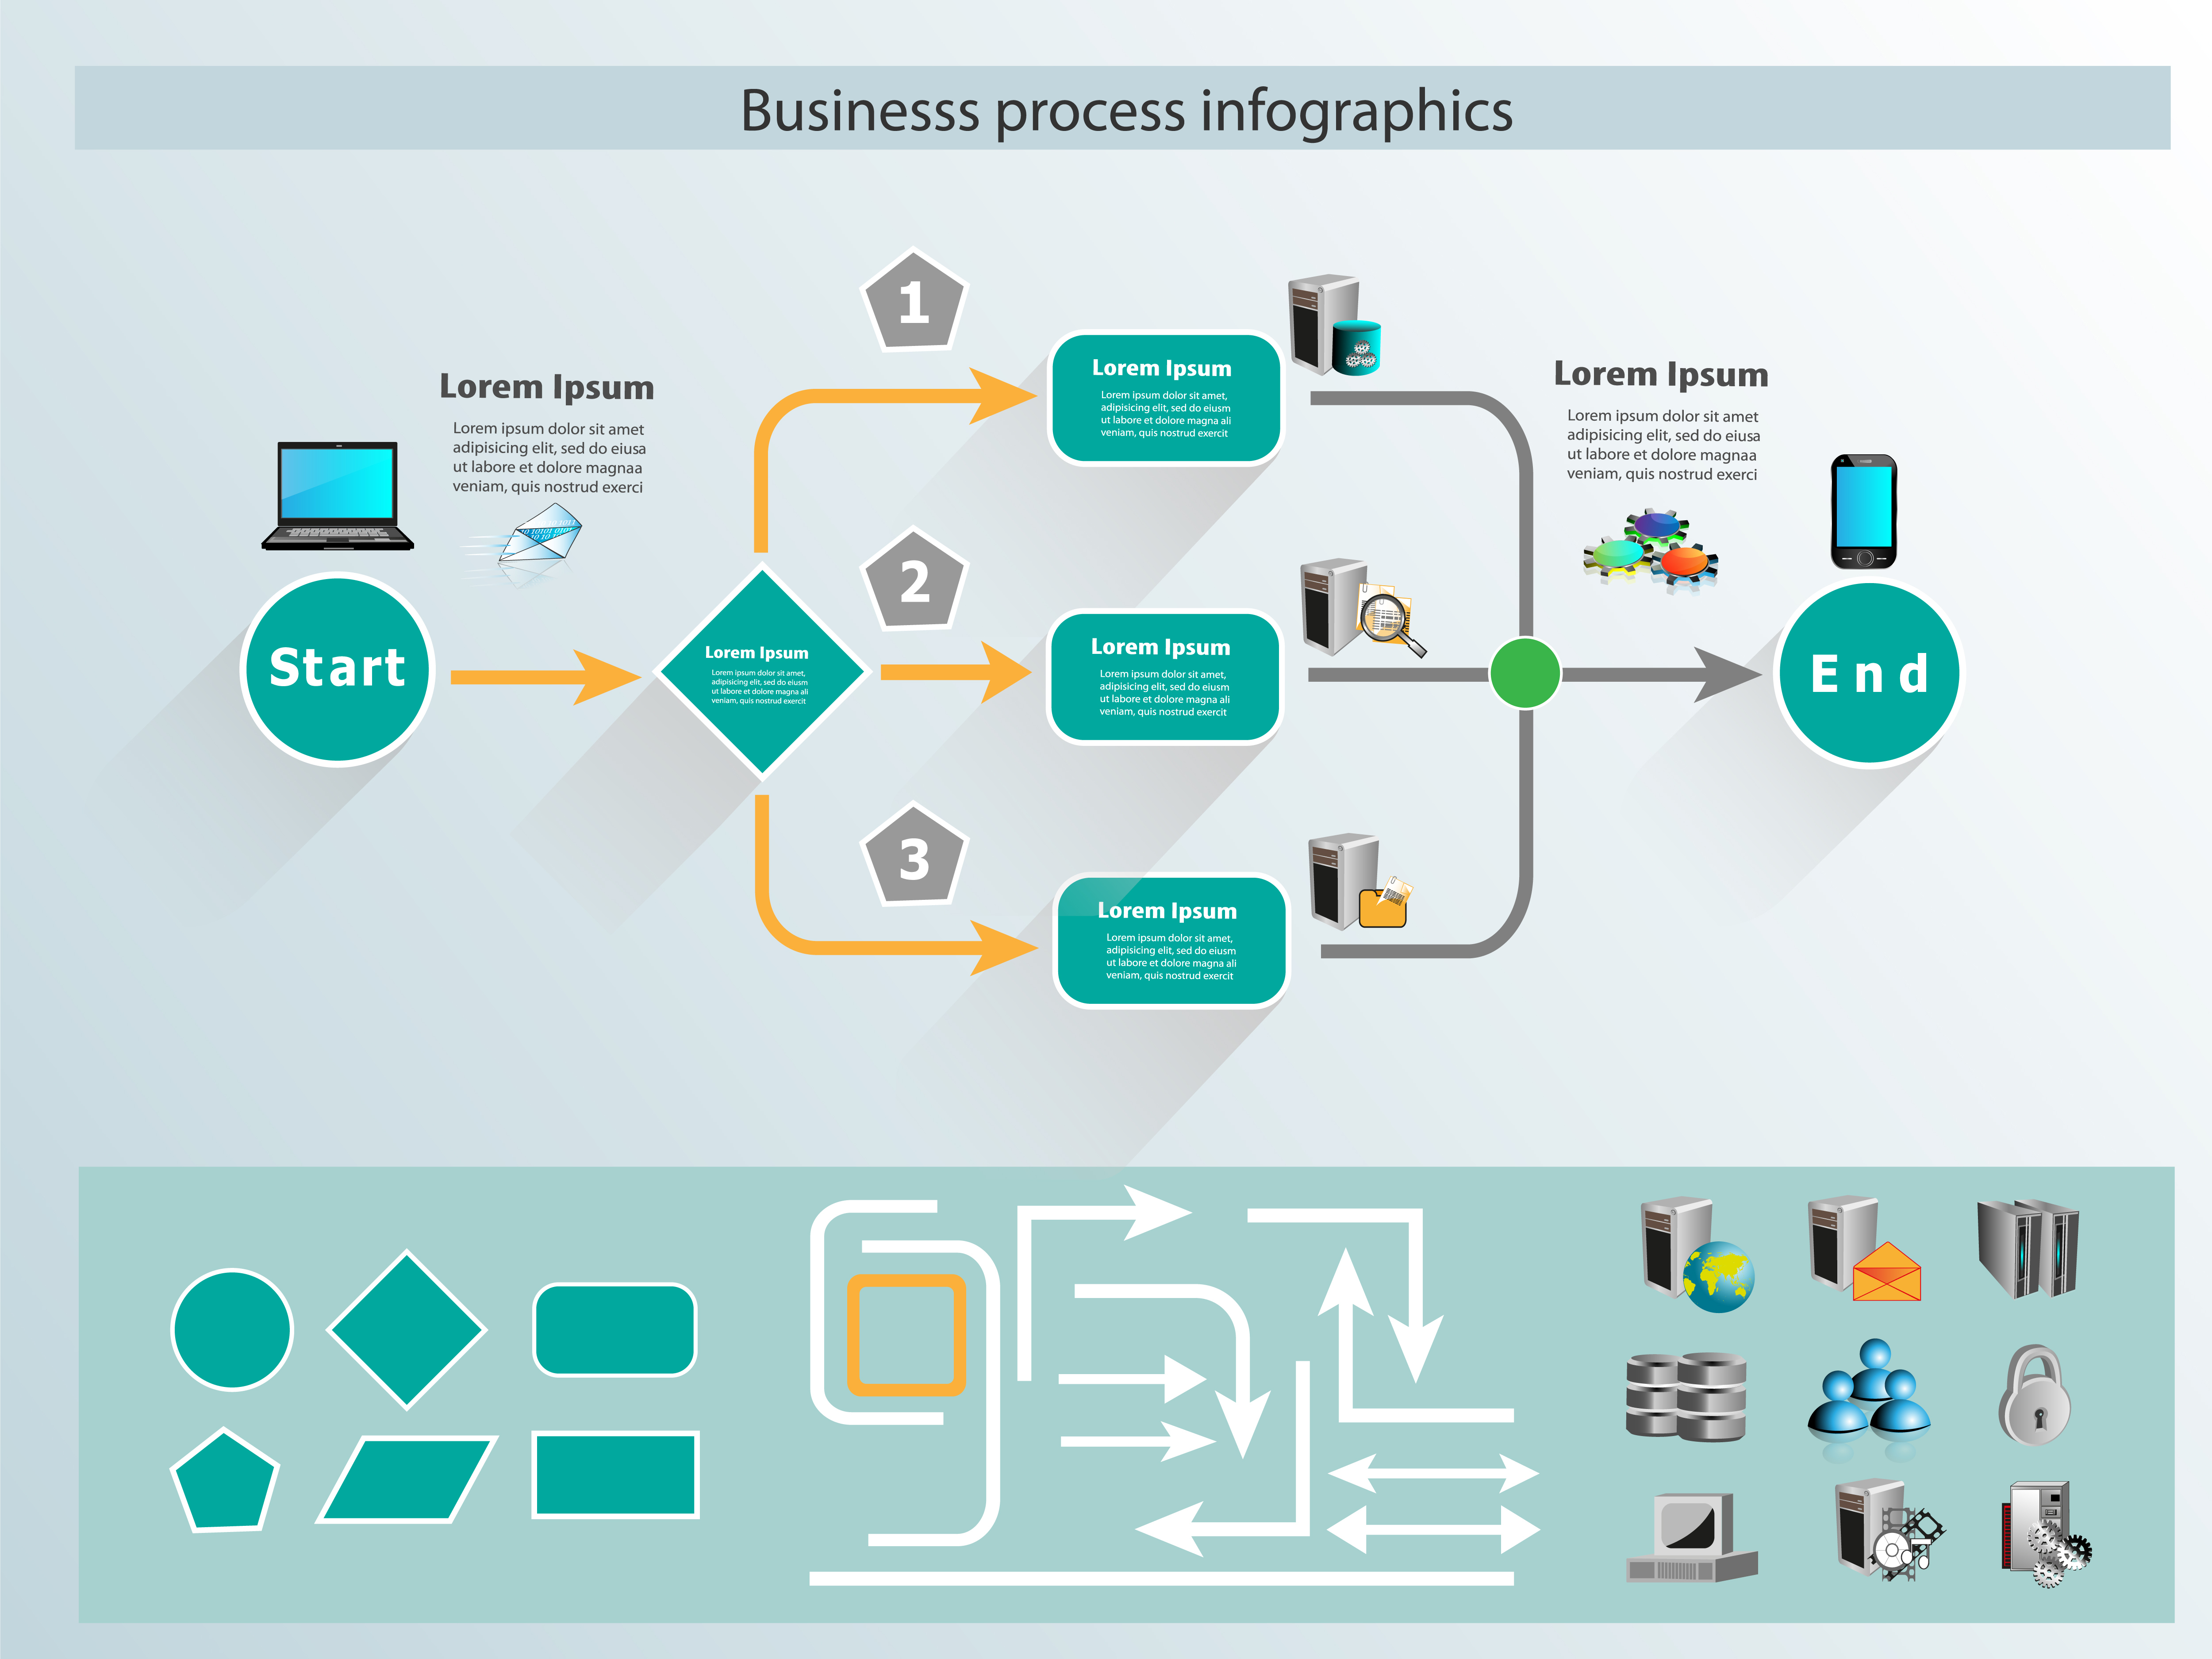 Businesss process infographics
Lorem Ipsum
Lorem ipsum dolor sit amet
adipisicing elit, sed do eiusa
ut labore et dolore magnaa
veniam, quis nostrud exerci
Start
Lorem Ipsum
Lorem ipsum dolor sit amet,
adipisicing elit, sed do eiusm
ut labore et dolore magna ali
veniam, quis nostrud exercit
1
Lorem Ipsum
Lorem ipsum dolor sit amet,
adipisicing elit, sed do eiusm
ut labore et dolore magna ali
veniam, quis nostrud exercit
2
Lorem Ipsum
Lorem ipsum dolor sit amet,
adipisicing elit, sed do eiusm
ut labore et dolore magna ali
veniam, quis nostrud exercit
3
Lorem Ipsum
Lorem ipsum dolor sit amet,
adipisicing elit, sed do eiusm
ut labore et dolore magna ali
veniam, quis nostrud exercit
Lorem Ipsum
Lorem ipsum dolor sit amet
adipisicing elit, sed do eiusa
ut labore et dolore magnaa
veniam, quis nostrud exerci
End